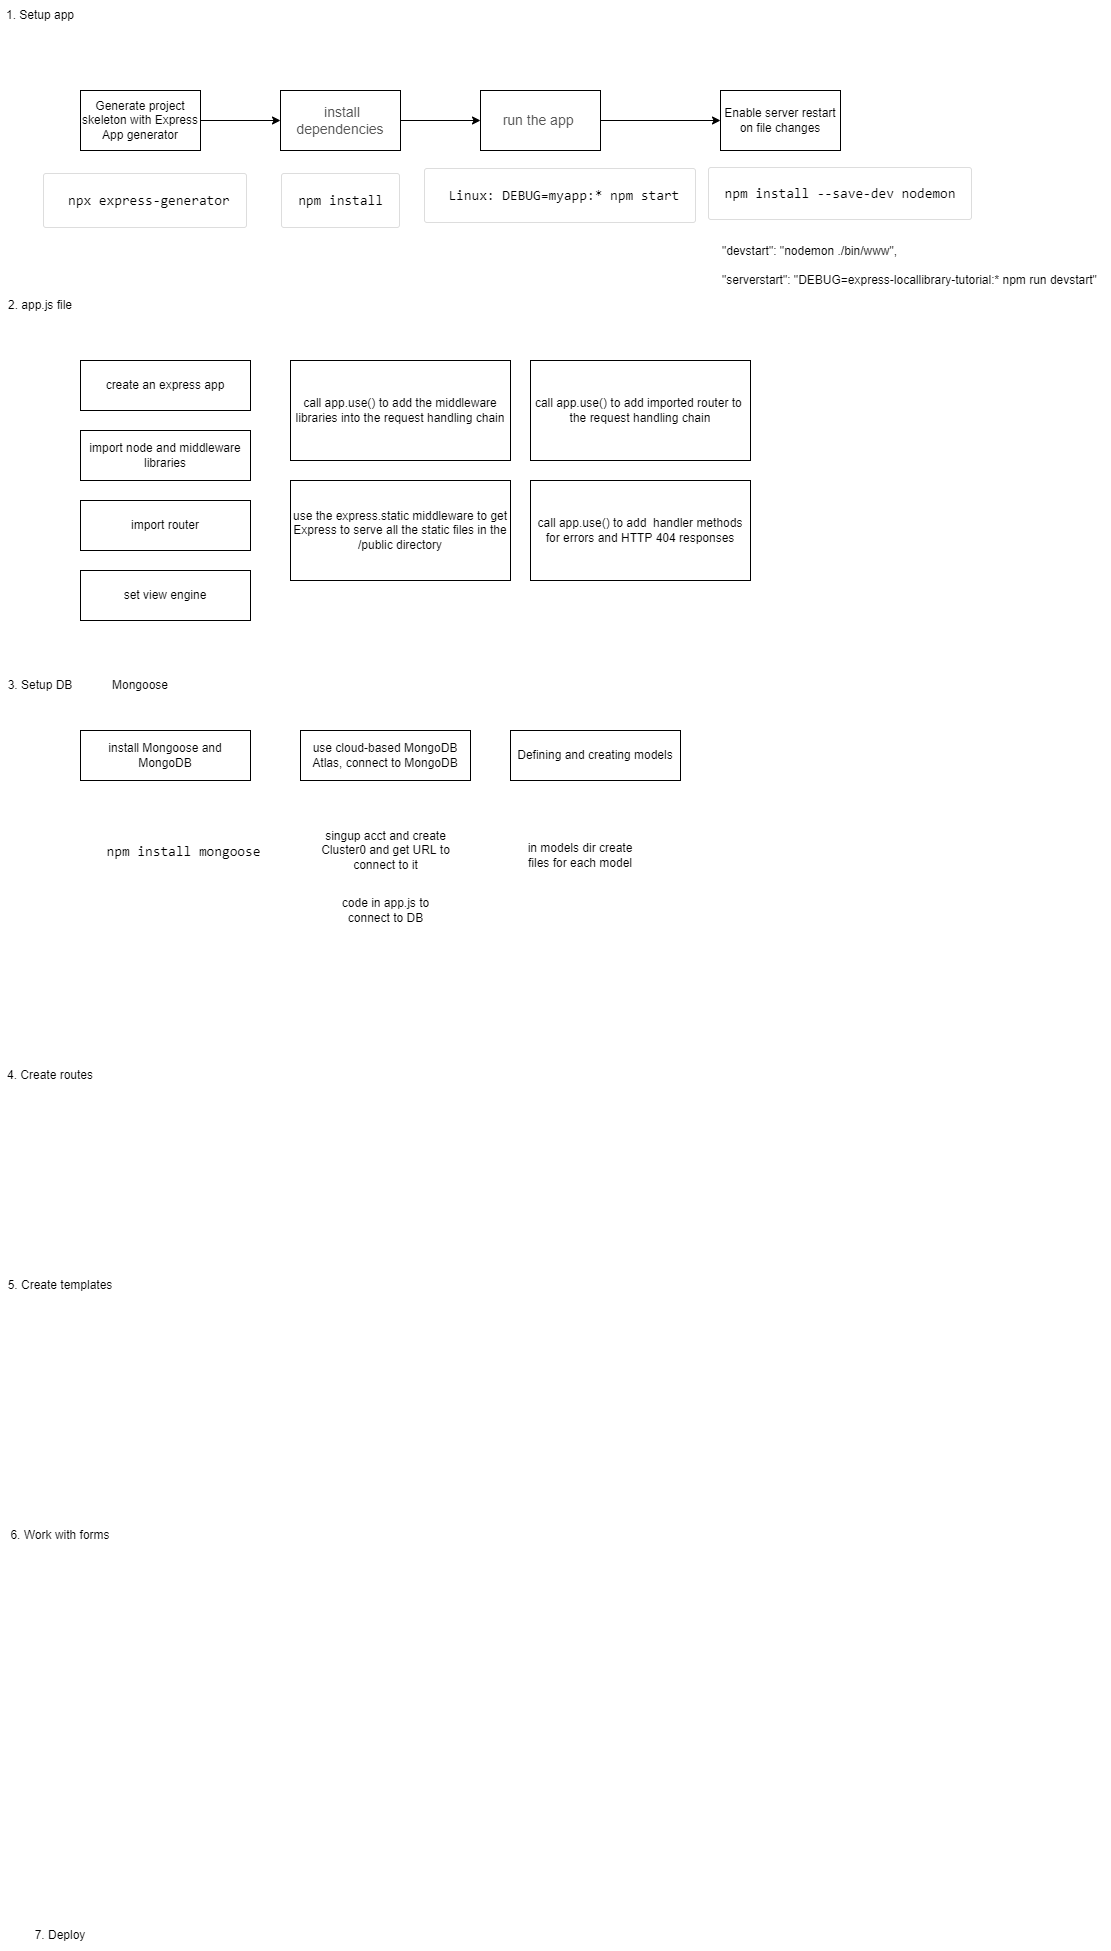 1. Setup app
Generate project
skeleton with Express
App generator
install
dependencies
run the app
Enable server restart
on file changes
npx express-generator
npm install
Linux: DEBUG=myapp:* npm start
npm install --save-dev nodemon
"devstart": "nodemon ./bin/www",
"serverstart": "DEBUG=express-locallibrary-tutorial:* npm run devstart"
2. app.js file
create an express app
import node and middleware
libraries
import router
set view engine
call app.use() to add the middleware
libraries into the request handling chain
use the express.static middleware to get
Express to serve all the static files in the
/public directory
call app.use() to add imported router to
the request handling chain
call app.use() to add  handler methods
for errors and HTTP 404 responses
3. Setup DB
Mongoose
install Mongoose and
MongoDB
use cloud-based MongoDB
Atlas, connect to MongoDB
Defining and creating models
npm install mongoose
singup acct and create
Cluster0 and get URL to
connect to it
code in app.js to
connect to DB
in models dir create
files for each model
4. Create routes
5. Create templates
6. Work with forms
7. Deploy